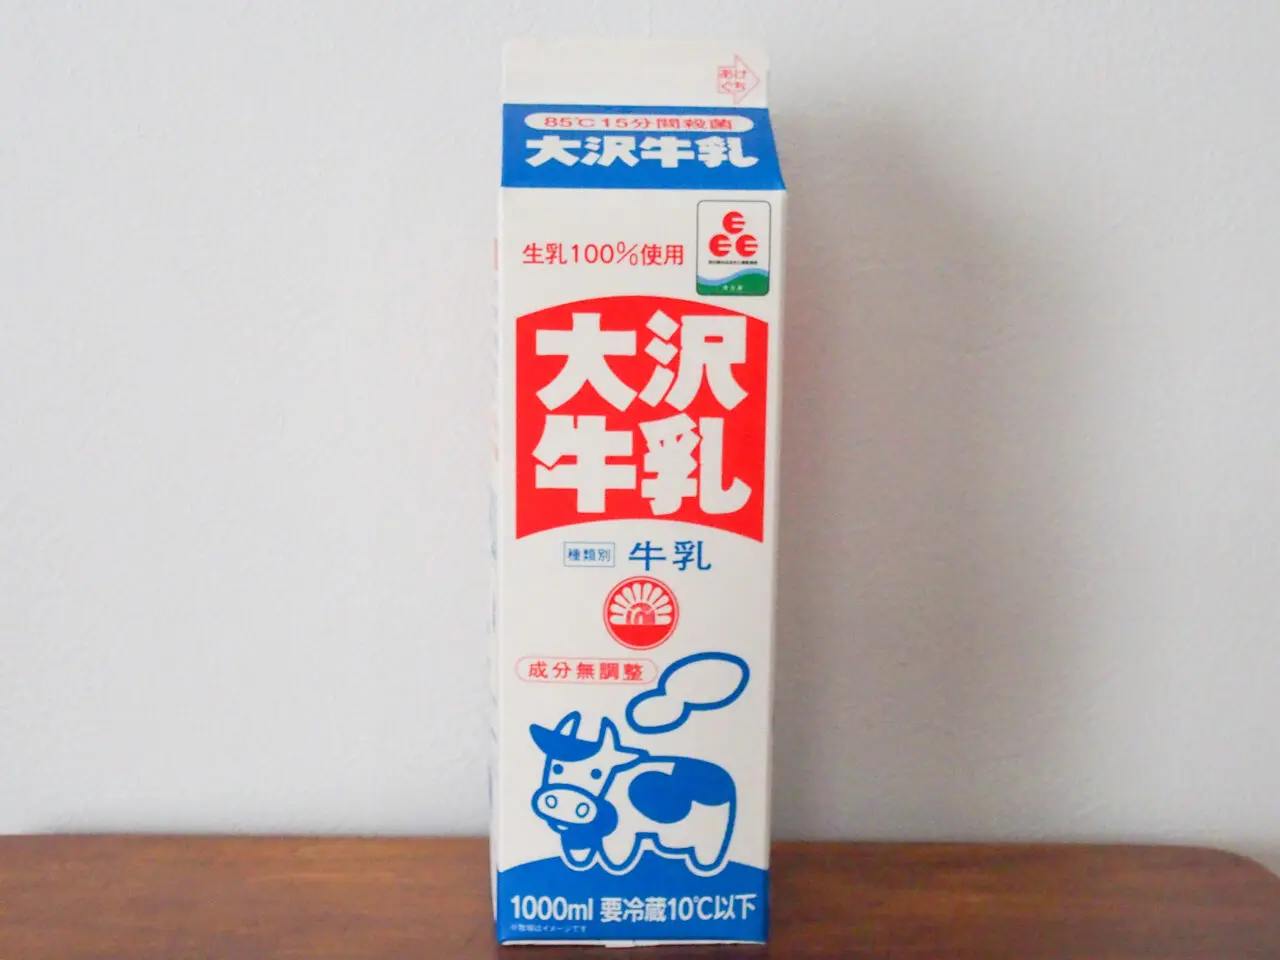 あけ
ぐち
85℃15分間殺菌
大沢牛乳
生乳100%使用
大沢
牛乳
種類別 牛乳
成分無調整
1000ml 要冷蔵10℃以下